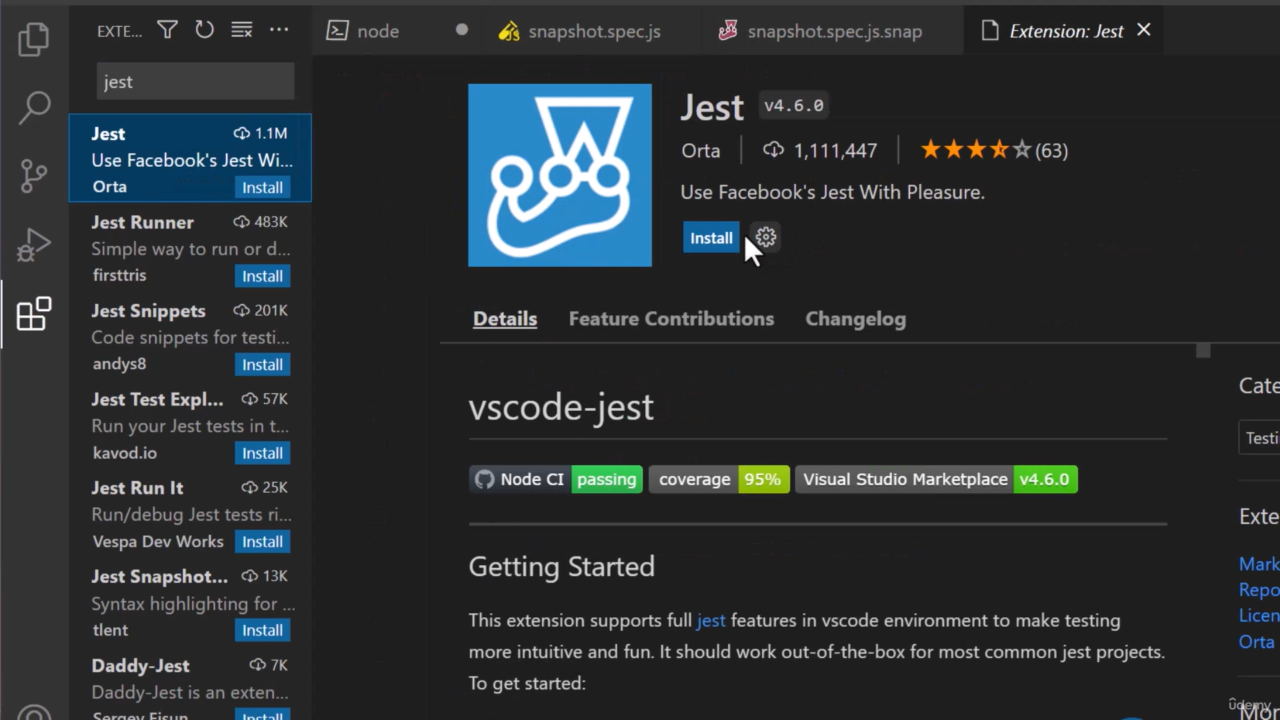 EXTE...
node
snapshot.spec.js
snapshot.spec.js.snap
Extension: Jest
jest
Jest
1.1M
Use Facebook's Jest Wi...
Orta
Install
Jest Runner
483K
Simple way to run or d...
firsttris
Install
Jest Snippets
201K
Code snippets for testi...
andys8
Install
Jest Test Expl...
57K
Run your Jest tests in t...
kavod.io
Install
Jest Run It
25K
Run/debug Jest tests ri...
Vespa Dev Works
Install
Jest Snapshot...
13K
Syntax highlighting for ...
tlent
Install
Daddy-Jest
7K
Daddy-Jest is an exten...
Sergey Eisun
Install
Jest v4.6.0
Orta 1,111,447 (63)
Use Facebook's Jest With Pleasure.
Install
Details Feature Contributions Changelog
vscode-jest
Node CI passing coverage 95% Visual Studio Marketplace v4.6.0
Getting Started
This extension supports full jest features in vscode environment to make testing
more intuitive and fun. It should work out-of-the-box for most common jest projects.
To get started:
Cate
Testi
Exte
Mark
Repo
Licen
Orta
Mor
ûdemy